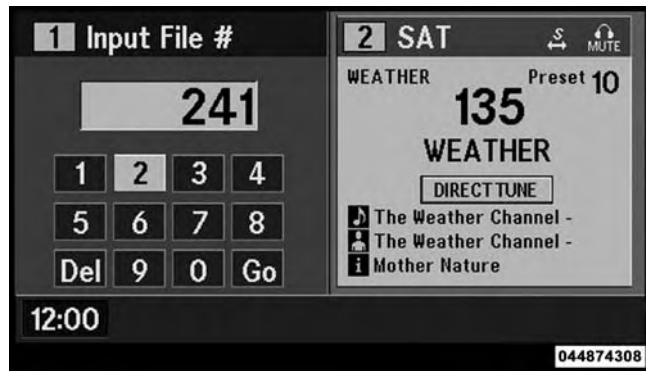 1 Input File #
241
1 2 3 4
5 6 7 8
Del 9 0 Go
2 SAT S MUTE
WEATHER Preset 10
135
WEATHER
DIRECT TUNE
The Weather Channel -
The Weather Channel -
i Mother Nature
12:00
044874308